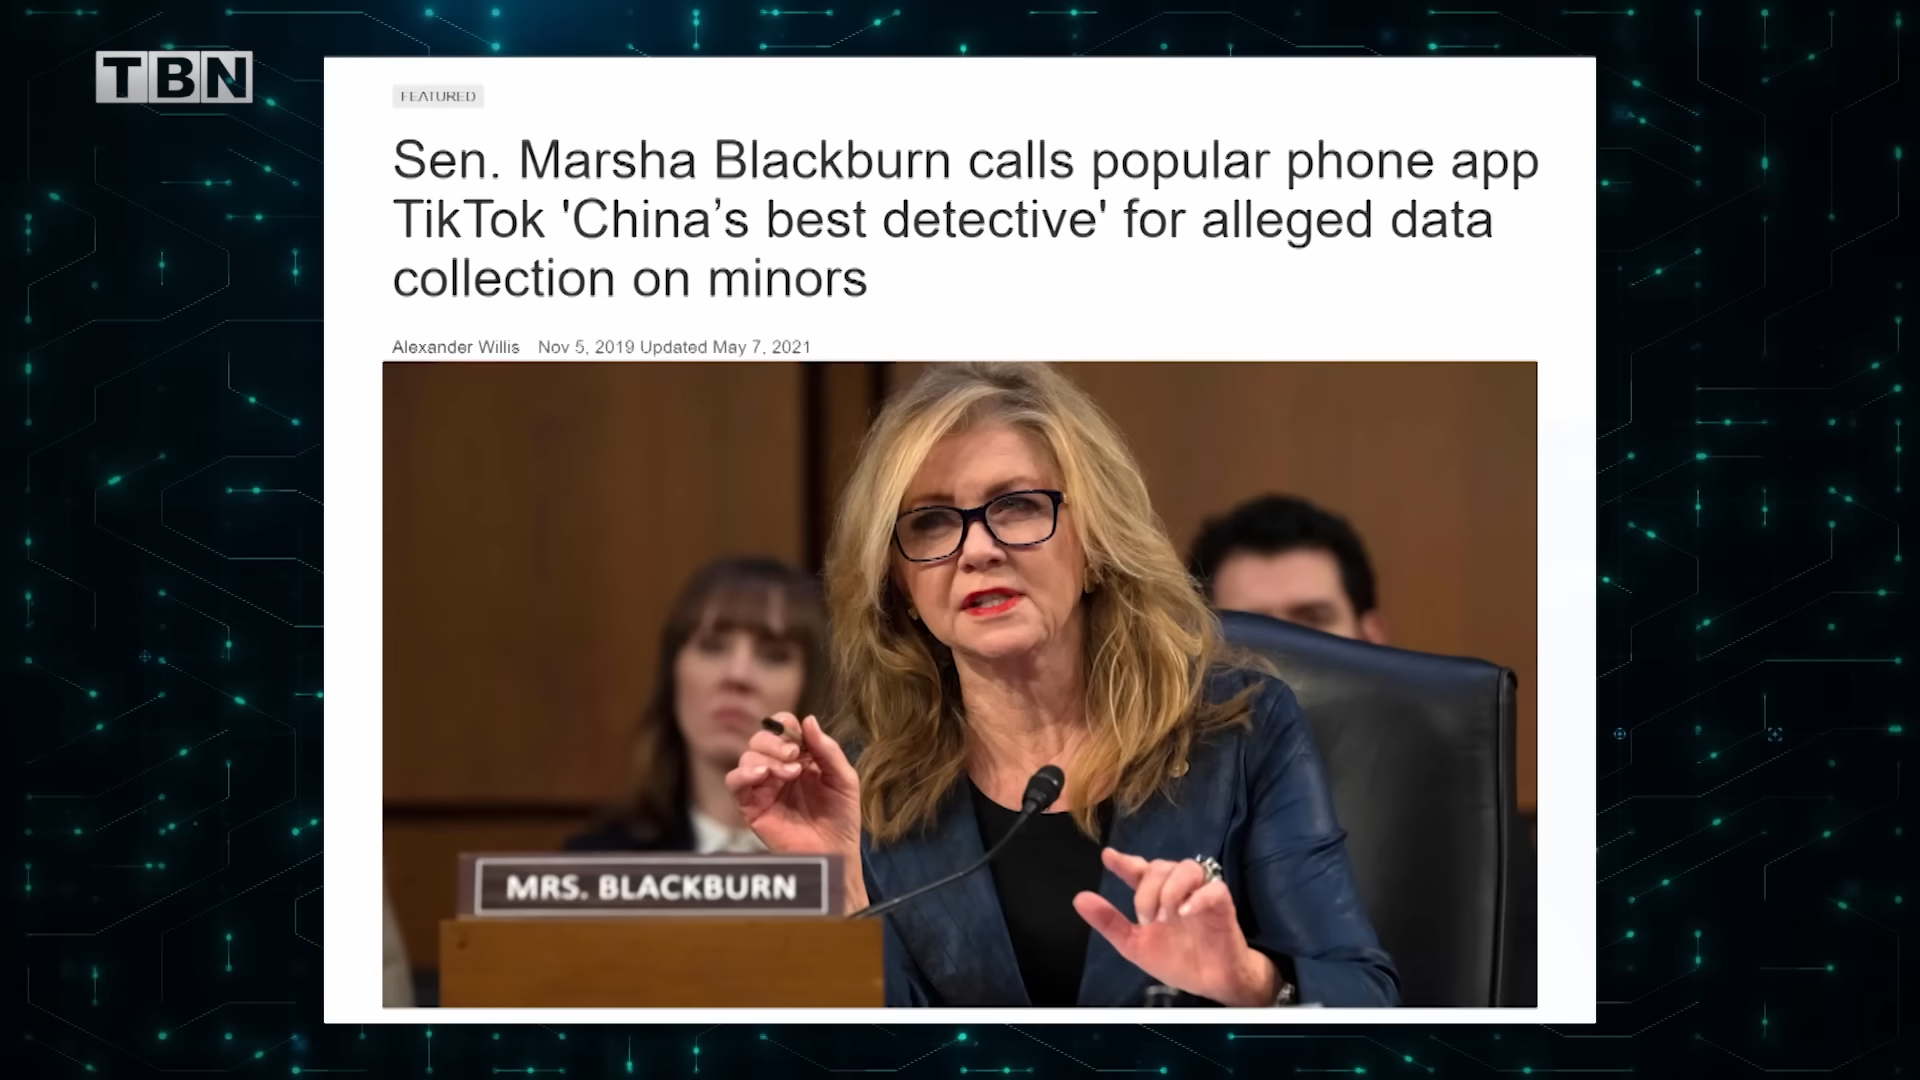 TBN
FEATURED
Sen. Marsha Blackburn calls popular phone app
TikTok 'China’s best detective' for alleged data
collection on minors
Alexander Willis Nov 5, 2019 Updated May 7, 2021
MRS. BLACKBURN